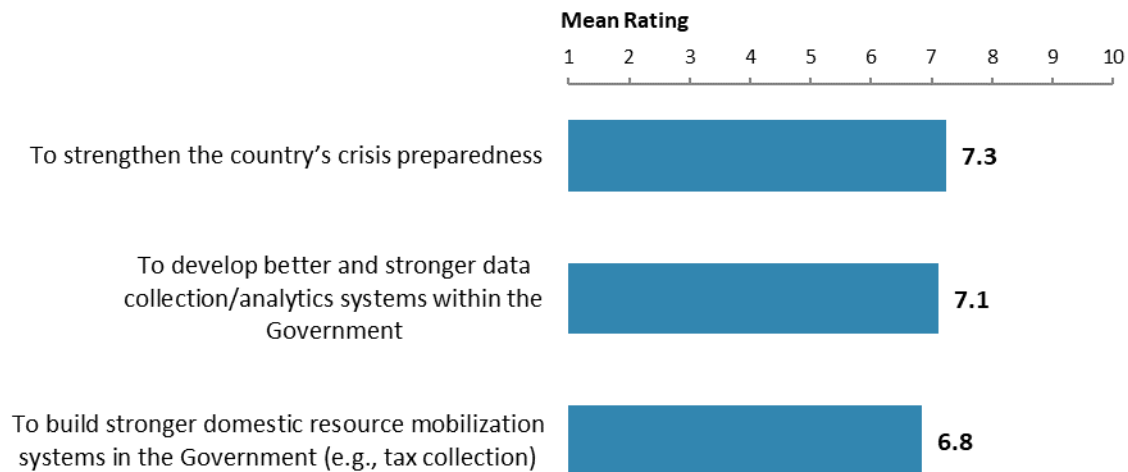 Mean Rating
1 2 3 4 5 6 7 8 9 10
To strengthen the country’s crisis preparedness
7.3
To develop better and stronger data
collection/analytics systems within the
Government
7.1
To build stronger domestic resource mobilization
systems in the Government (e.g., tax collection)
6.8